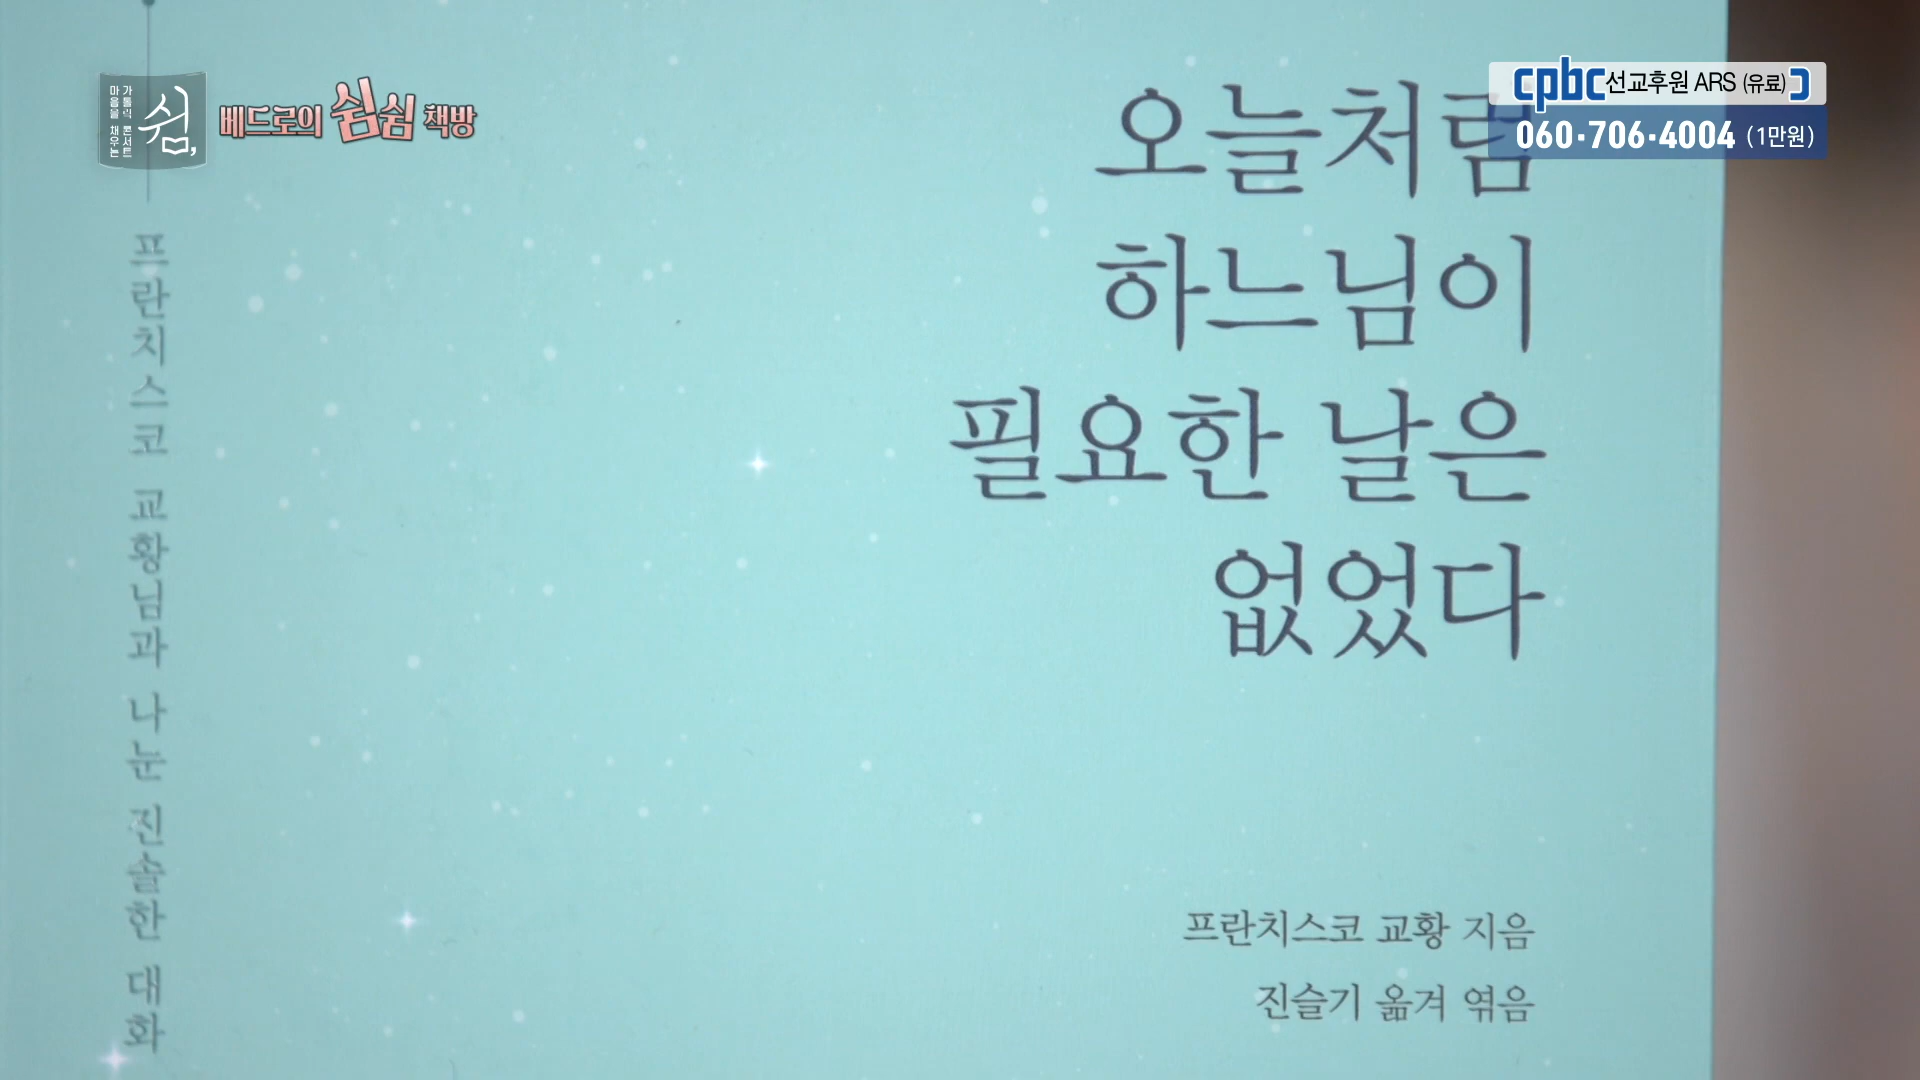 가톨릭 콘서트
마음을 채우는
쉼,
베드로의 쉼쉼 책방
cpbc 선교후원 ARS (유료)
060·706·4004 (1만원)
오늘처럼
하느님이
필요한 날은
없었다
프란치스코 교황님과 나눈 진솔한 대화
프란치스코 교황 지음
진슬기 옮겨 엮음